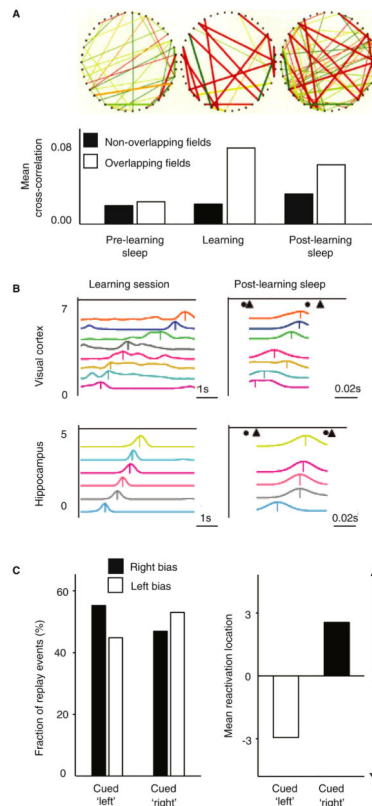 A
Mean
cross-correlation
0.08
0.00
Non-overlapping fields
Overlapping fields
Pre-learning
sleep
Learning
Post-learning
sleep
B
Learning session
Post-learning sleep
Visual cortex
7
0
1s
0.02s
Hippocampus
5
0
1s
0.02s
C
Right bias
Left bias
Fraction of replay events (%)
60
40
20
0
Cued
'left'
Cued
'right'
Mean reactivation location
3
0
-3
Cued
'left'
Cued
'right'